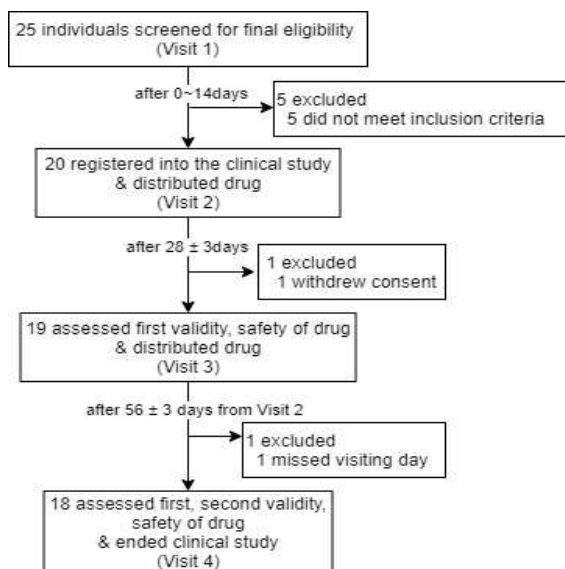 25 individuals screened for final eligibility
(Visit 1)
after 0~14days
5 excluded
5 did not meet inclusion criteria
20 registered into the clinical study
& distributed drug
(Visit 2)
after 28 ± 3days
1 excluded
1 withdrew consent
19 assessed first validity, safety of drug
& distributed drug
(Visit 3)
after 56 ± 3 days from Visit 2
1 excluded
1 missed visiting day
18 assessed first, second validity,
safety of drug
& ended clinical study
(Visit 4)